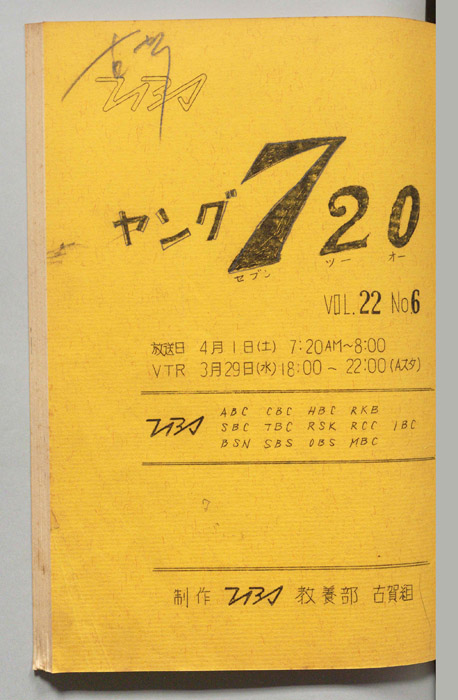 TBS
ヤング720
セブン ツー オー
VOL.22 No.6
放送日 4月1日(土) 7:20AM~8:00
VTR 3月29日(水)18:00~22:00(Aスタ)
TBS
ABC CBC HBC RKB
SBC TBC RSK RCC IBC
BSN SBS OBS MBC
制作 TBS 教養部 古賀組